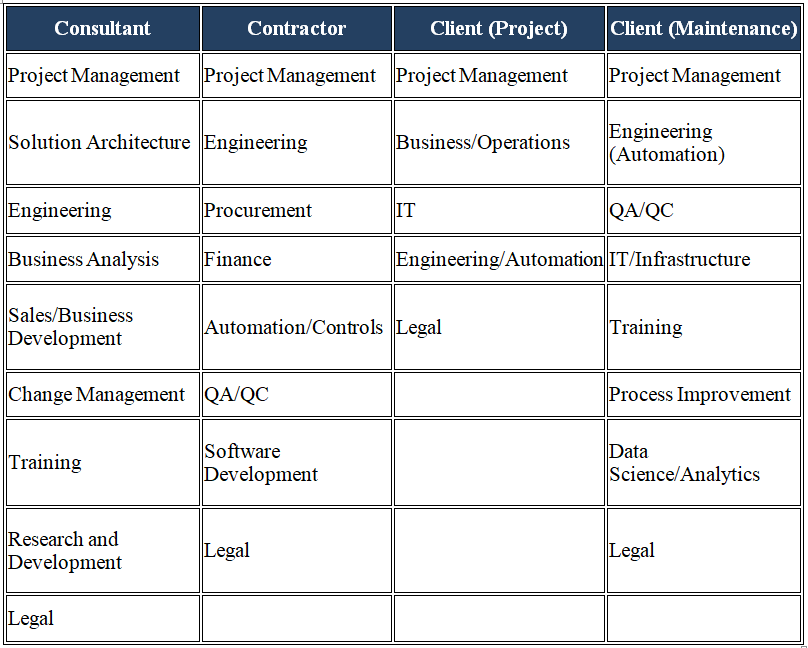 Consultant Contractor Client (Project) Client (Maintenance)
Project Management Project Management Project Management Project Management
Solution Architecture Engineering Business/Operations Engineering
(Automation)
Engineering Procurement IT QA/QC
Business Analysis Finance Engineering/Automation IT/Infrastructure
Sales/Business
Development Automation/Controls Legal Training
Change Management QA/QC Process Improvement
Training Software
Development Data
Science/Analytics
Research and
Development Legal Legal
Legal